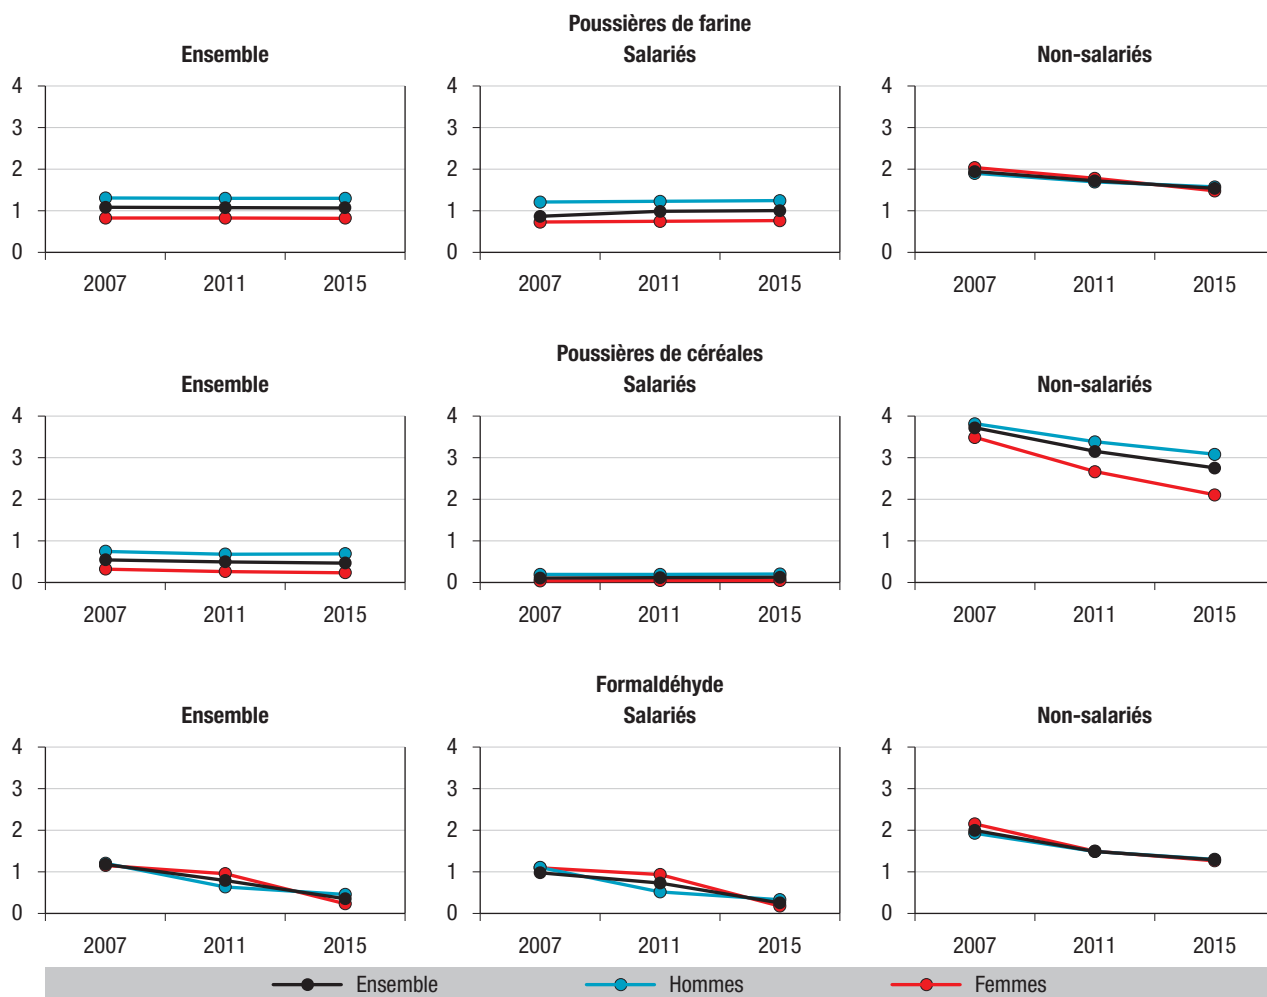 Poussières de farine
Ensemble Salariés Non-salariés
4 4 4
3 3 3
2 2 2
1 1 1
0 0 0
2007 2011 2015 2007 2011 2015 2007 2011 2015
Poussières de céréales
Ensemble Salariés Non-salariés
4 4 4
3 3 3
2 2 2
1 1 1
0 0 0
2007 2011 2015 2007 2011 2015 2007 2011 2015
Formaldéhyde
Ensemble Salariés Non-salariés
4 4 4
3 3 3
2 2 2
1 1 1
0 0 0
2007 2011 2015 2007 2011 2015 2007 2011 2015
Ensemble Hommes Femmes